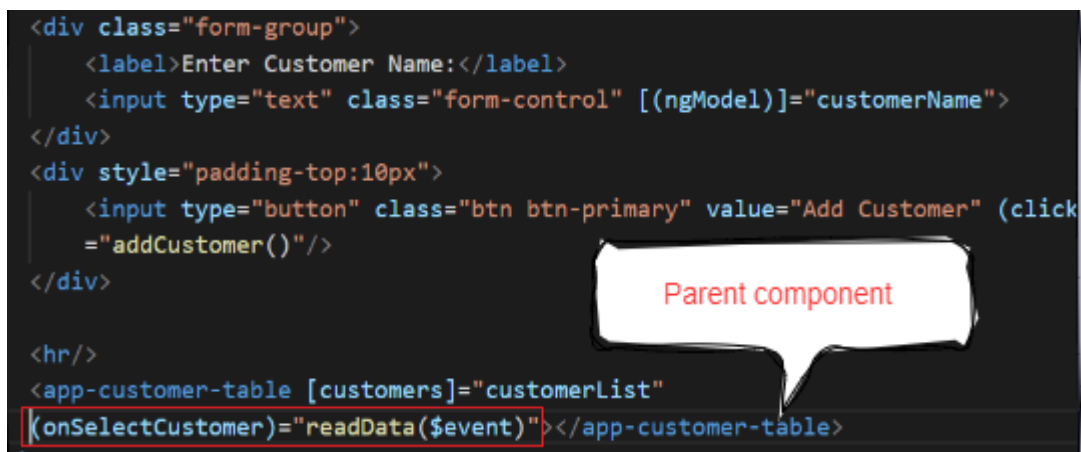 <div class="form-group">
<label>Enter Customer Name:</label>
<input type="text" class="form-control" [(ngModel)]="customerName">
</div>
<div style="padding-top:10px">
<input type="button" class="btn btn-primary" value="Add Customer" (click
="addCustomer()"/>
</div>
Parent component
<hr/>
<app-customer-table [customers]="customerList"
(onSelectCustomer)="readData($event)"></app-customer-table>